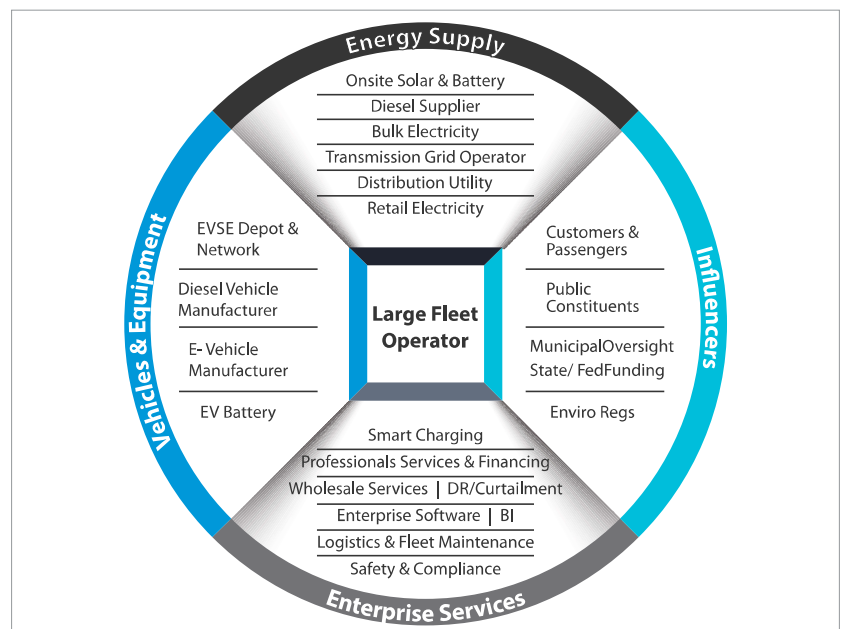 Energy Supply
Onsite Solar & Battery
Diesel Supplier
Bulk Electricity
Transmission Grid Operator
Distribution Utility
Retail Electricity
Vehicles & Equipment
EVSE Depot &
Network
Diesel Vehicle
Manufacturer
E- Vehicle
Manufacturer
EV Battery
Large Fleet
Operator
Customers &
Passengers
Public
Constituents
MunicipalOversight
State/ FedFunding
Enviro Regs
Influencers
Smart Charging
Professionals Services & Financing
Wholesale Services | DR/Curtailment
Enterprise Software | BI
Logistics & Fleet Maintenance
Safety & Compliance
Enterprise Services